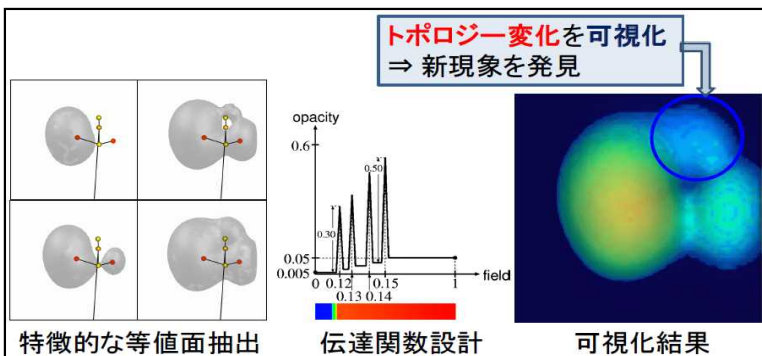 トポロジー変化を可視化
⇒ 新現象を発見
opacity
0.6
0.50
0.30
0.05
0.005
0 0.12 0.15 1 field
0.13 0.14
特徴的な等値面抽出
伝達関数設計
可視化結果